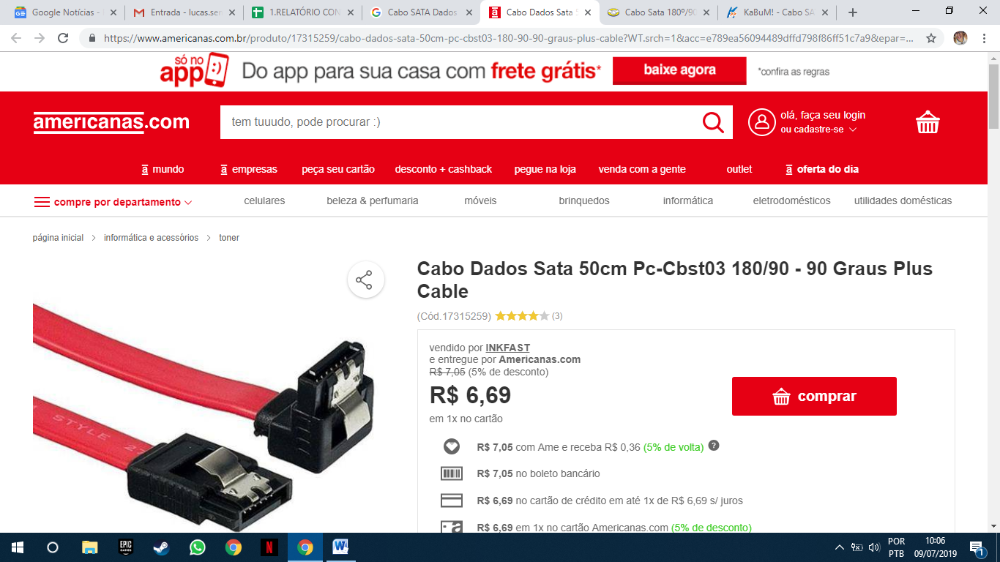 Google Notícias -
Entrada - lucas.ser
1.RELATÓRIO CON
Cabo SATA Dados
Cabo Dados Sata 5
Cabo Sata 180º/90
KaBuM! - Cabo SA
https://www.americanas.com.br/produto/17315259/cabo-dados-sata-50cm-pc-cbst03-180-90-90-graus-plus-cable?WT.srch=1&acc=e789ea56094489dffd798f86ff51c7a9&epar=...
só no
app
Do app para sua casa com frete grátis*
baixe agora
*confira as regras
americanas.com
tem tuuudo, pode procurar :)
olá, faça seu login
ou cadastre-se
a mundo
a empresas
peça seu cartão
desconto + cashback
pegue na loja
venda com a gente
outlet
a oferta do dia
compre por departamento
celulares
beleza & perfumaria
móveis
brinquedos
informática
eletrodomésticos
utilidades domésticas
página inicial > informática e acessórios > toner
Cabo Dados Sata 50cm Pc-Cbst03 180/90 - 90 Graus Plus
Cable
(Cód.17315259) (3)
vendido por INKFAST
e entregue por Americanas.com
R$ 7,05 (5% de desconto)
R$ 6,69
em 1x no cartão
comprar
R$ 7,05 com Ame e receba R$ 0,36 (5% de volta) ?
R$ 7,05 no boleto bancário
R$ 6,69 no cartão de crédito em até 1x de R$ 6,69 s/ juros
a R$ 6,69 em 1x no cartão Americanas.com (5% de desconto)
STYLE 27
EPIC
GAMES
N
W
POR
PTB
10:06
09/07/2019
1